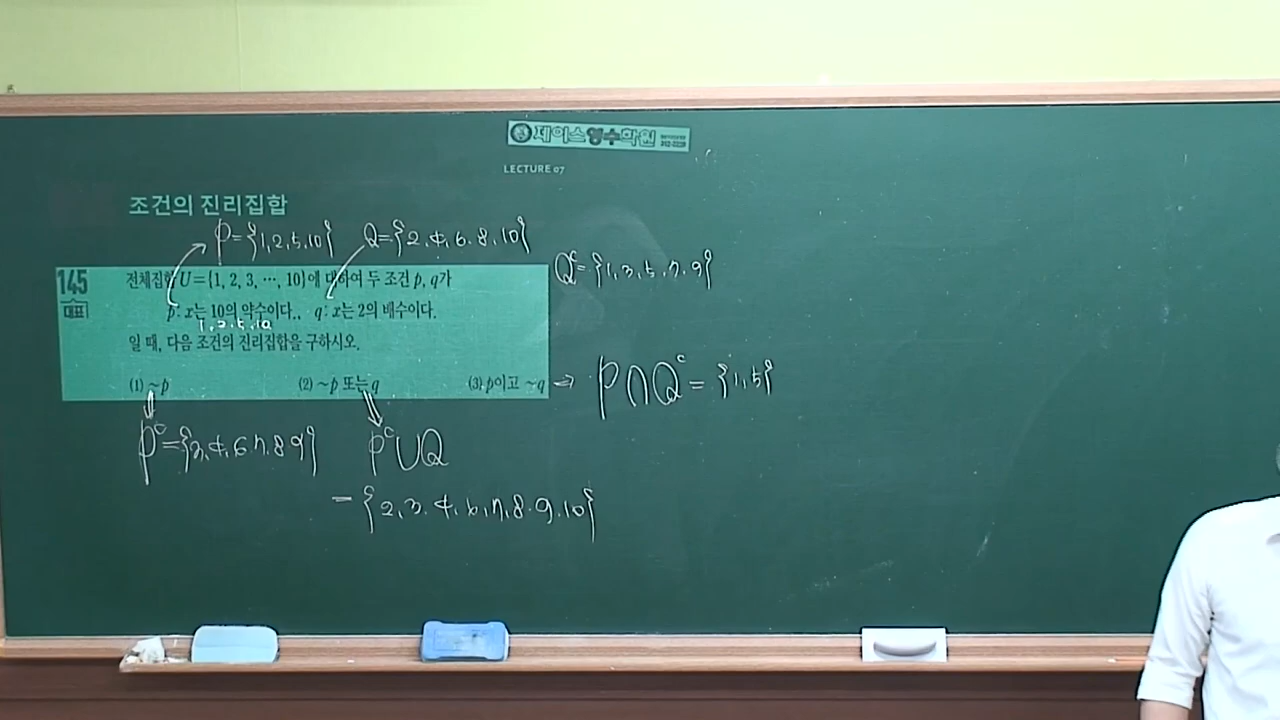 제이스영수학원
LECTURE 07
조건의 진리집합
P={1,2,5,10} Q={2,4,6,8,10}
Qᶜ={1,3,5,7,9}
145
대표
전체집합 U={1, 2, 3, ⋯, 10}에 대하여 두 조건 p, q가
p: x는 10의 약수이다., q: x는 2의 배수이다.
1,2,5,10
일 때, 다음 조건의 진리집합을 구하시오.
(1) ~p (2) ~p 또는 q (3) p이고 ~q ⇒ P∩Qᶜ={1,5}
Pᶜ={3,4,6,7,8,9} Pᶜ∪Q
={2,3,4,6,7,8,9,10}